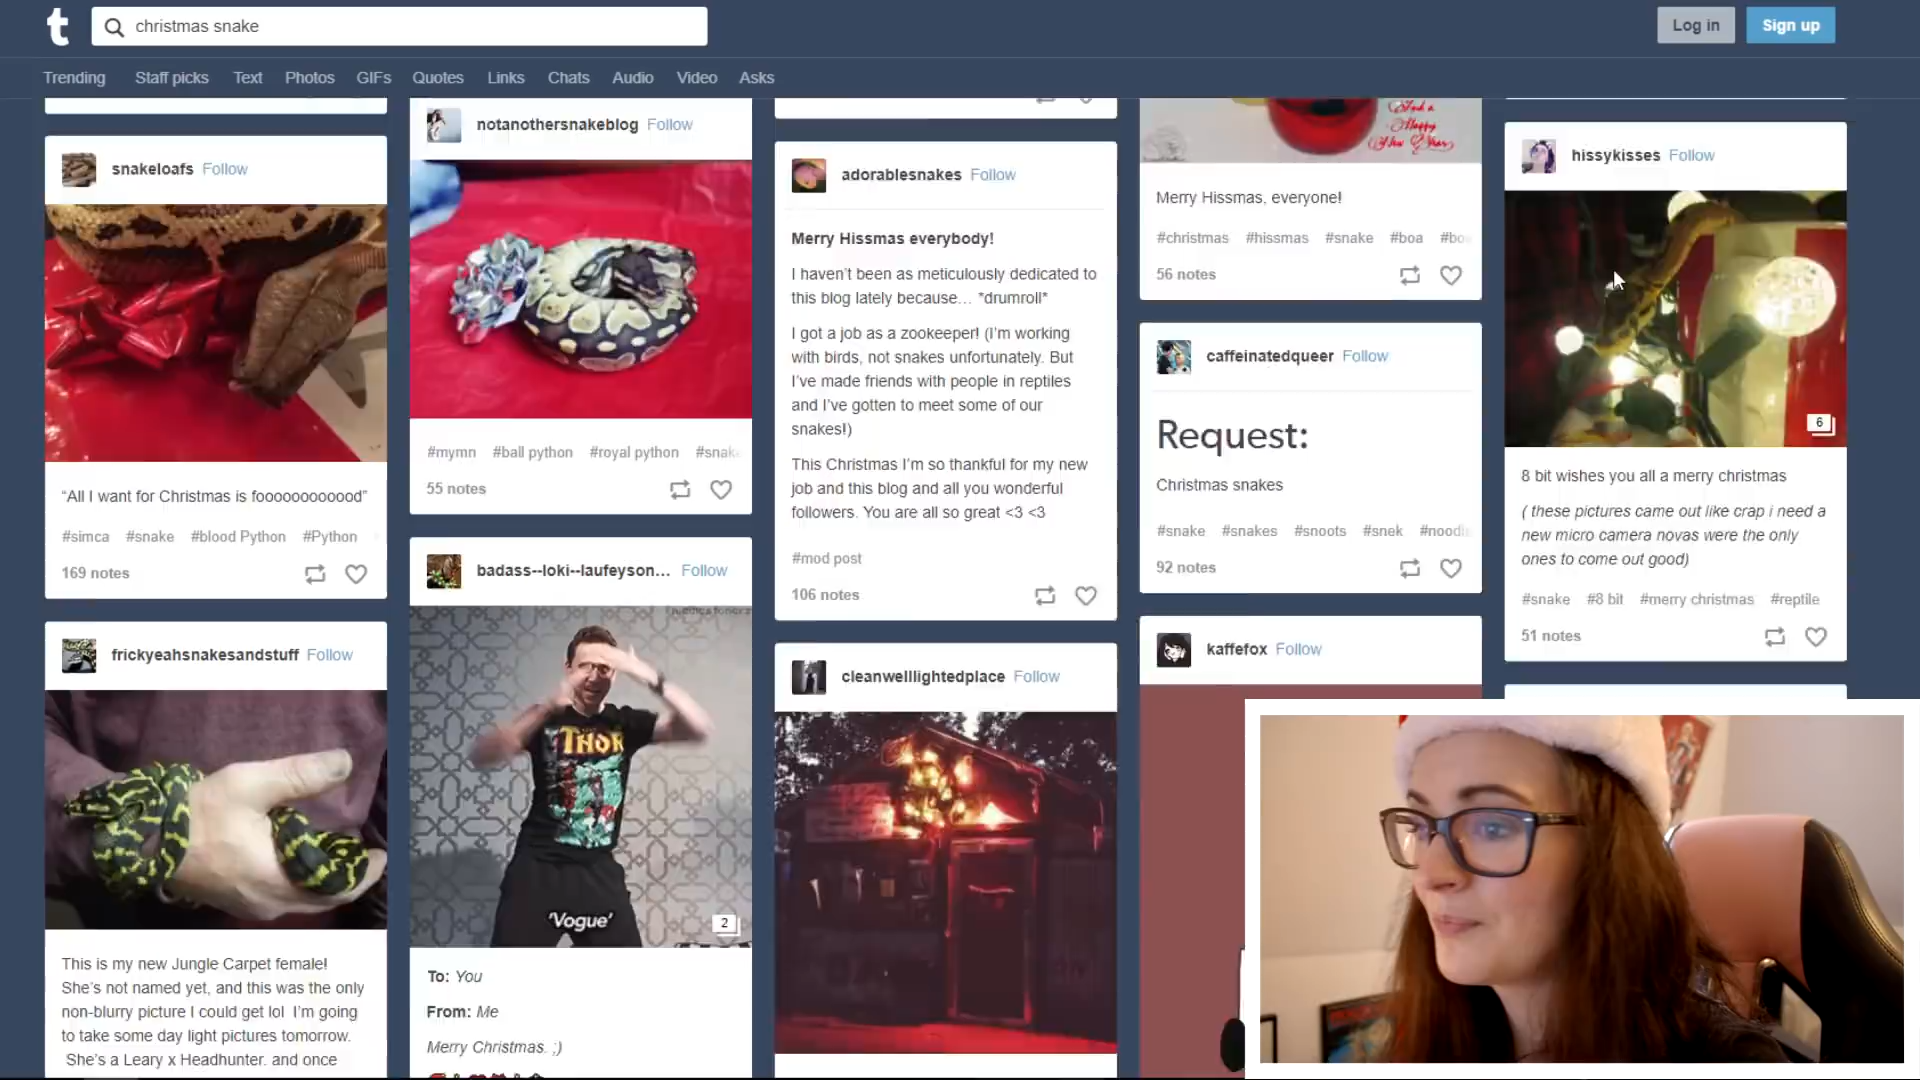 t
christmas snake
Log in
Sign up
Trending
Staff picks
Text
Photos
GIFs
Quotes
Links
Chats
Audio
Video
Asks
snakeloafs Follow
“All I want for Christmas is foooooooooood”
#simca #snake #blood Python #Python
169 notes
frickyeahsnakesandstuff Follow
This is my new Jungle Carpet female!
She’s not named yet, and this was the only
non-blurry picture I could get lol I’m going
to take some day light pictures tomorrow.
She’s a Leary x Headhunter. and once
notanothersnakeblog Follow
#mymn #ball python #royal python #snake
55 notes
badass--loki--laufeyson... Follow
THOR
'Vogue'
2
To: You
From: Me
Merry Christmas. ;)
adorablesnakes Follow
Merry Hissmas everybody!
I haven’t been as meticulously dedicated to
this blog lately because… *drumroll*
I got a job as a zookeeper! (I’m working
with birds, not snakes unfortunately. But
I’ve made friends with people in reptiles
and I’ve gotten to meet some of our
snakes!)
This Christmas I’m so thankful for my new
job and this blog and all you wonderful
followers. You are all so great <3 <3
#mod post
106 notes
cleanwelllightedplace Follow
And a
Happy
New Year
Merry Hissmas, everyone!
#christmas #hissmas #snake #boa #bo
56 notes
caffeinatedqueer Follow
Request:
Christmas snakes
#snake #snakes #snoots #snek #noodl
92 notes
kaffefox Follow
hissykisses Follow
6
8 bit wishes you all a merry christmas
( these pictures came out like crap i need a
new micro camera novas were the only
ones to come out good)
#snake #8 bit #merry christmas #reptile
51 notes